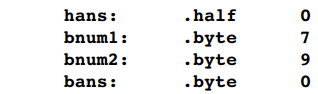 hans: .half 0
bnum1: .byte 7
bnum2: .byte 9
bans: .byte 0